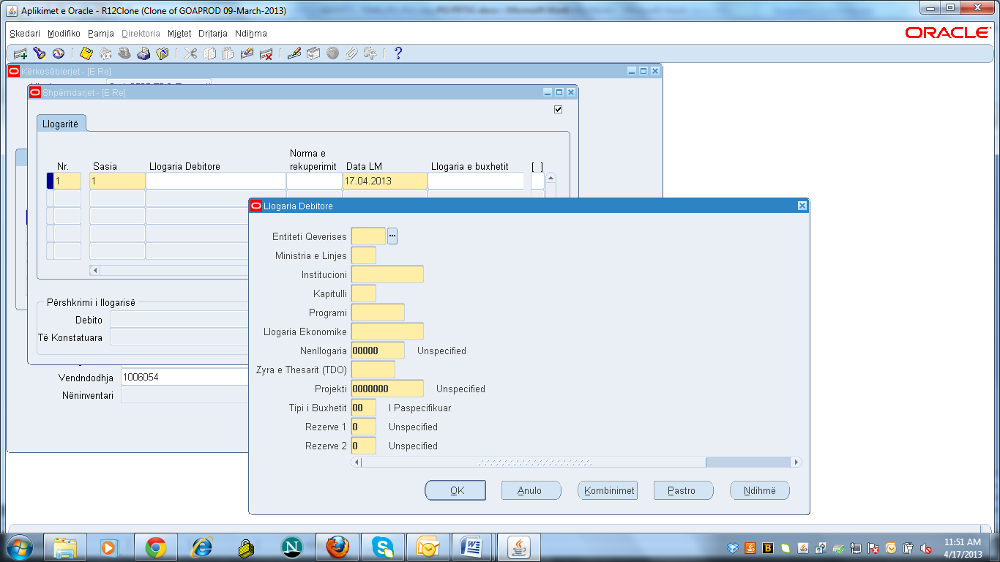 Aplikimet e Oracle - R12Clone (Clone of GOAPROD 09-March-2013)
Skedari Modifiko Pamja Direktoria Mjetet Dritarja Ndihma
ORACLE
Kërkesëblerjet - [E Re]
Shpërndarjet - [E Re]
Llogaritë
Nr. Sasia Llogaria Debitore Norma e rekuperimit Data LM Llogaria e buxhetit [ ]
1 1 17.04.2013
Llogaria Debitore
Entiteti Qeverises
Ministria e Linjes
Institucioni
Kapitulli
Programi
Llogaria Ekonomike
Nenllogaria 00000 Unspecified
Zyra e Thesarit (TDO)
Projekti 0000000 Unspecified
Tipi i Buxhetit 00 I Paspecifikuar
Rezerve 1 0 Unspecified
Rezerve 2 0 Unspecified
OK Anulo Kombinimet Pastro Ndihmë
Përshkrimi i llogarisë
Debito
Të Konstatuara
Vendndodhja 1006054
Nëninventari
11:51 AM
4/17/2013